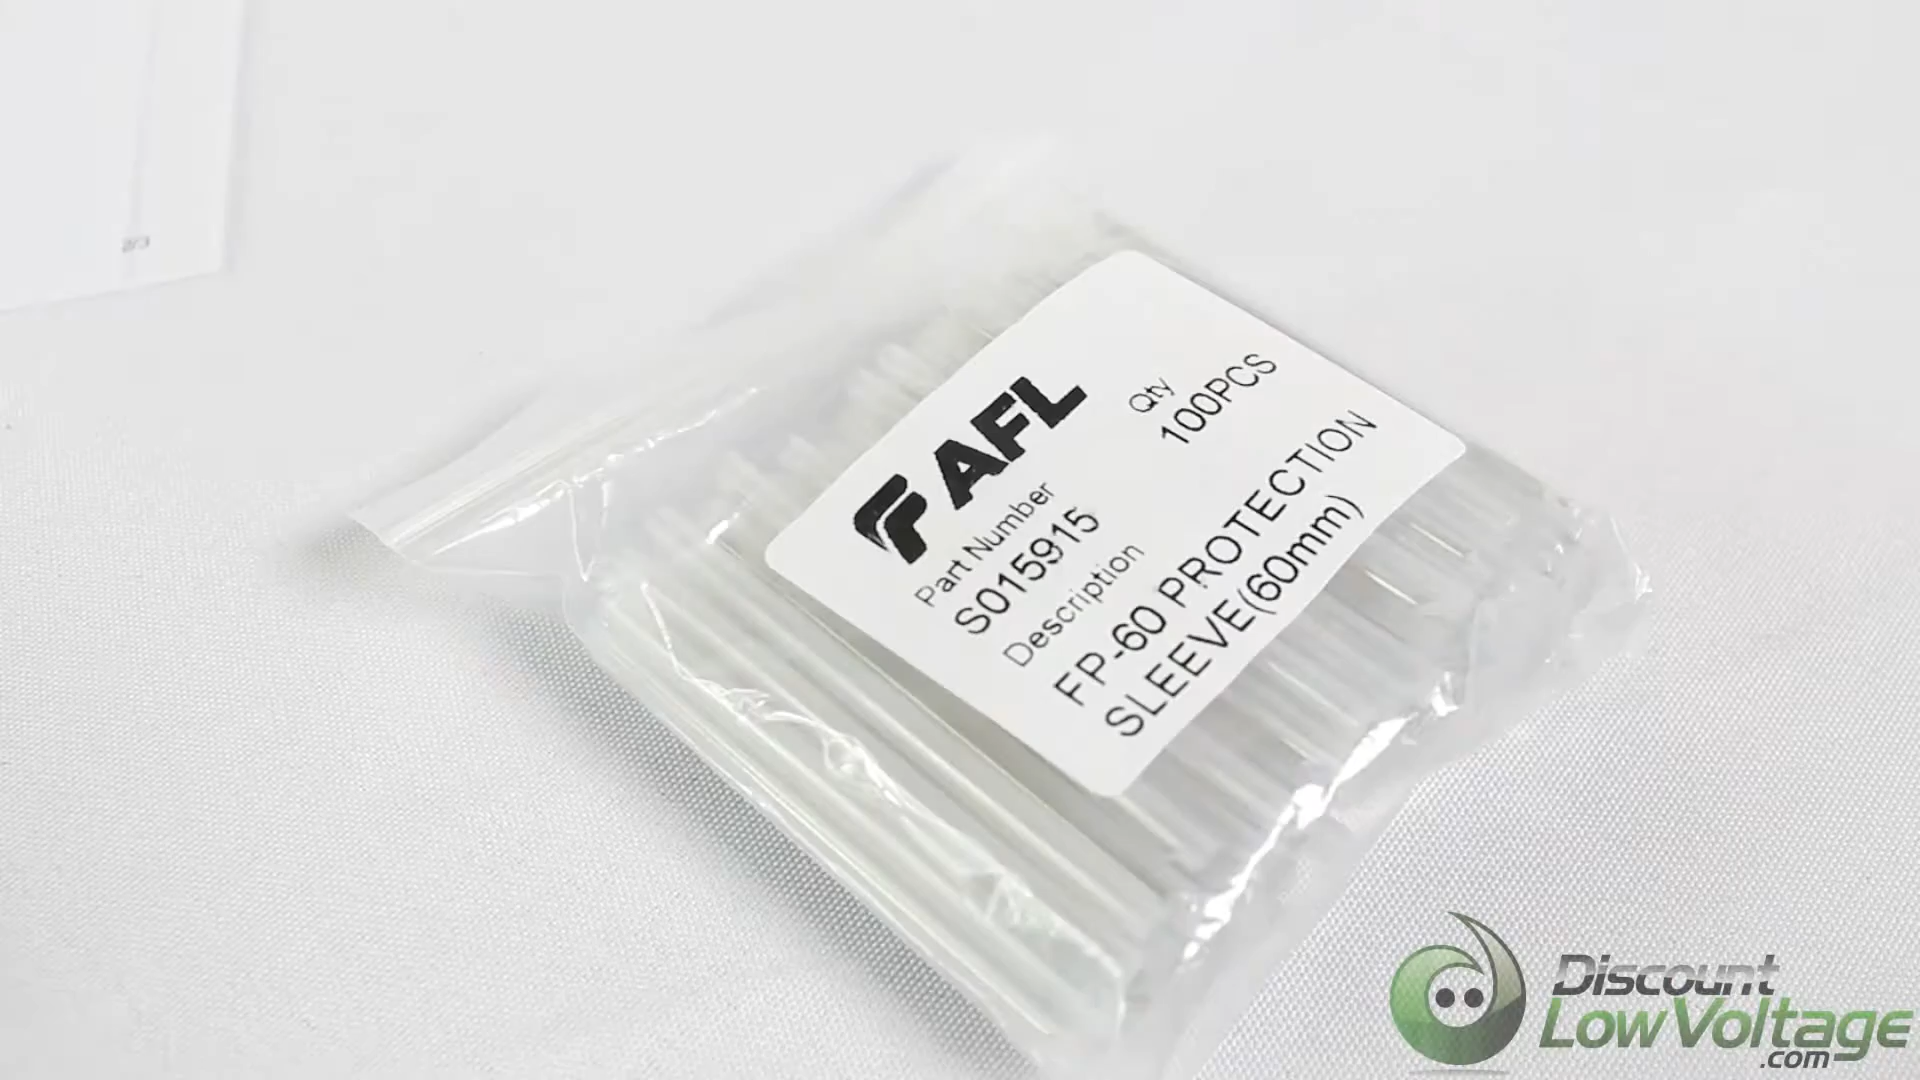 AFL
Qty
100PCS
Part Number
S015915
Description
FP-60 PROTECTION
SLEEVE(60mm)
Discount
LowVoltage
.com